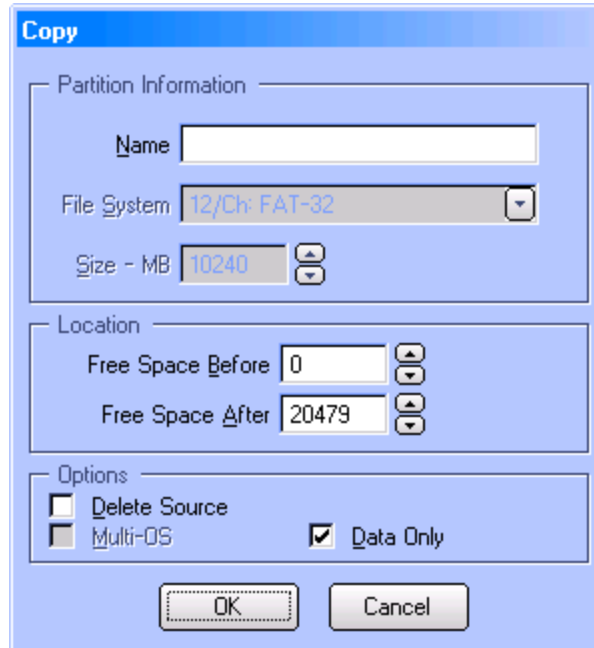 Copy
Partition Information
Name
File System 12/Ch: FAT-32
Size - MB 10240
Location
Free Space Before 0
Free Space After 20479
Options
Delete Source
Multi-OS Data Only
OK Cancel